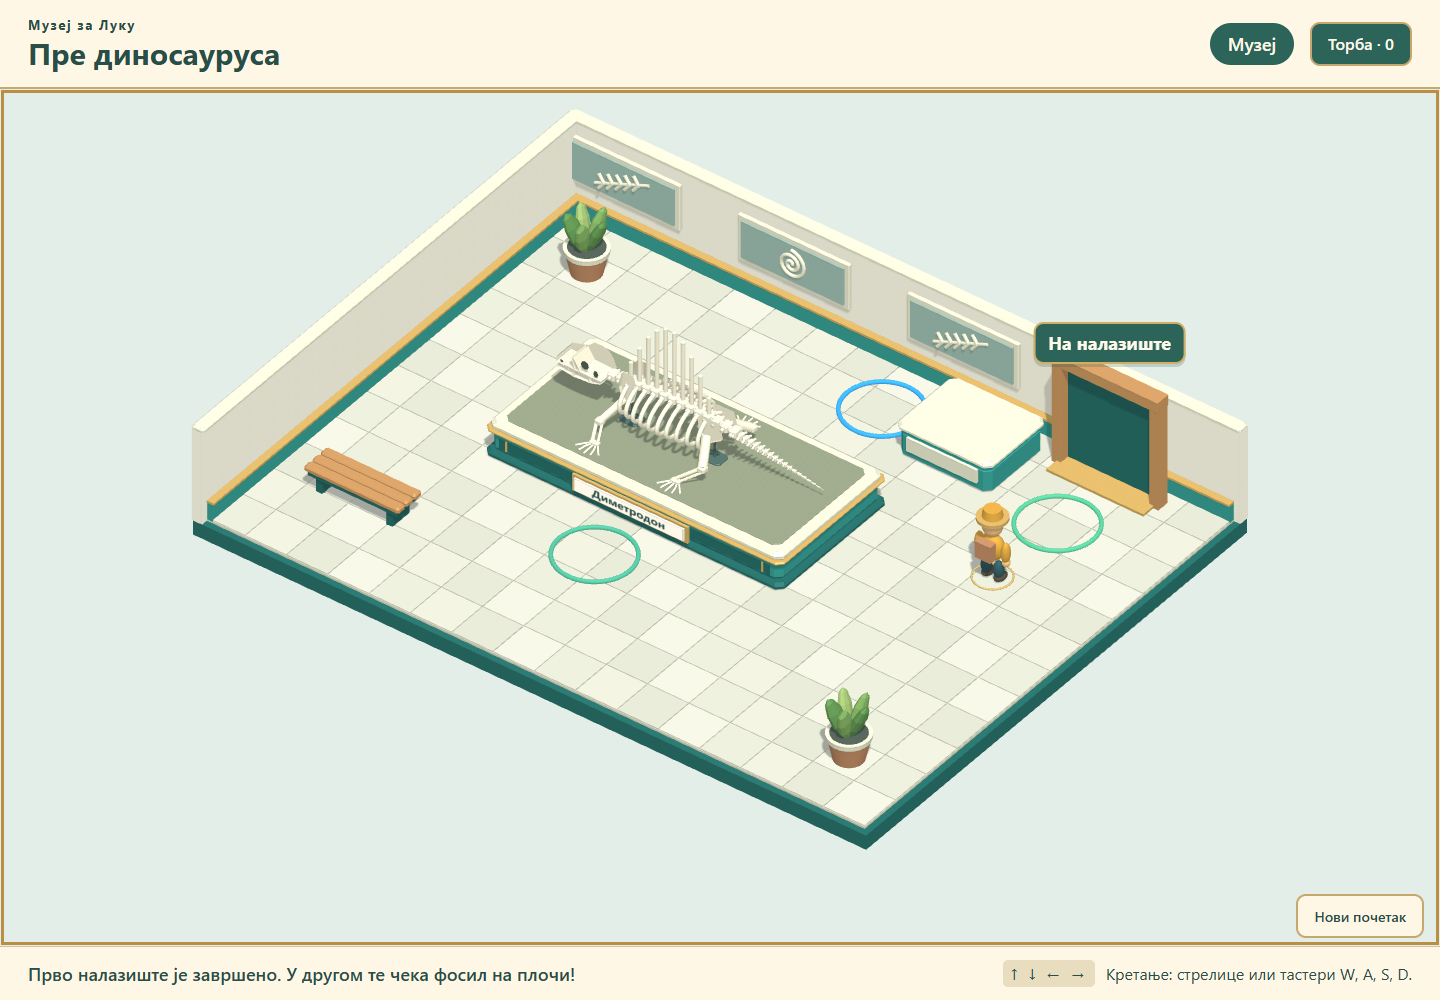 Музеј за Луку
Пре диносауруса
Музеј
Торба · 0
На налазиште
Диметродон
Нови почетак
Прво налазиште је завршено. У другом те чека фосил на плочи!
↑ ↓ ← → Кретање: стрелице или тастери W, A, S, D.